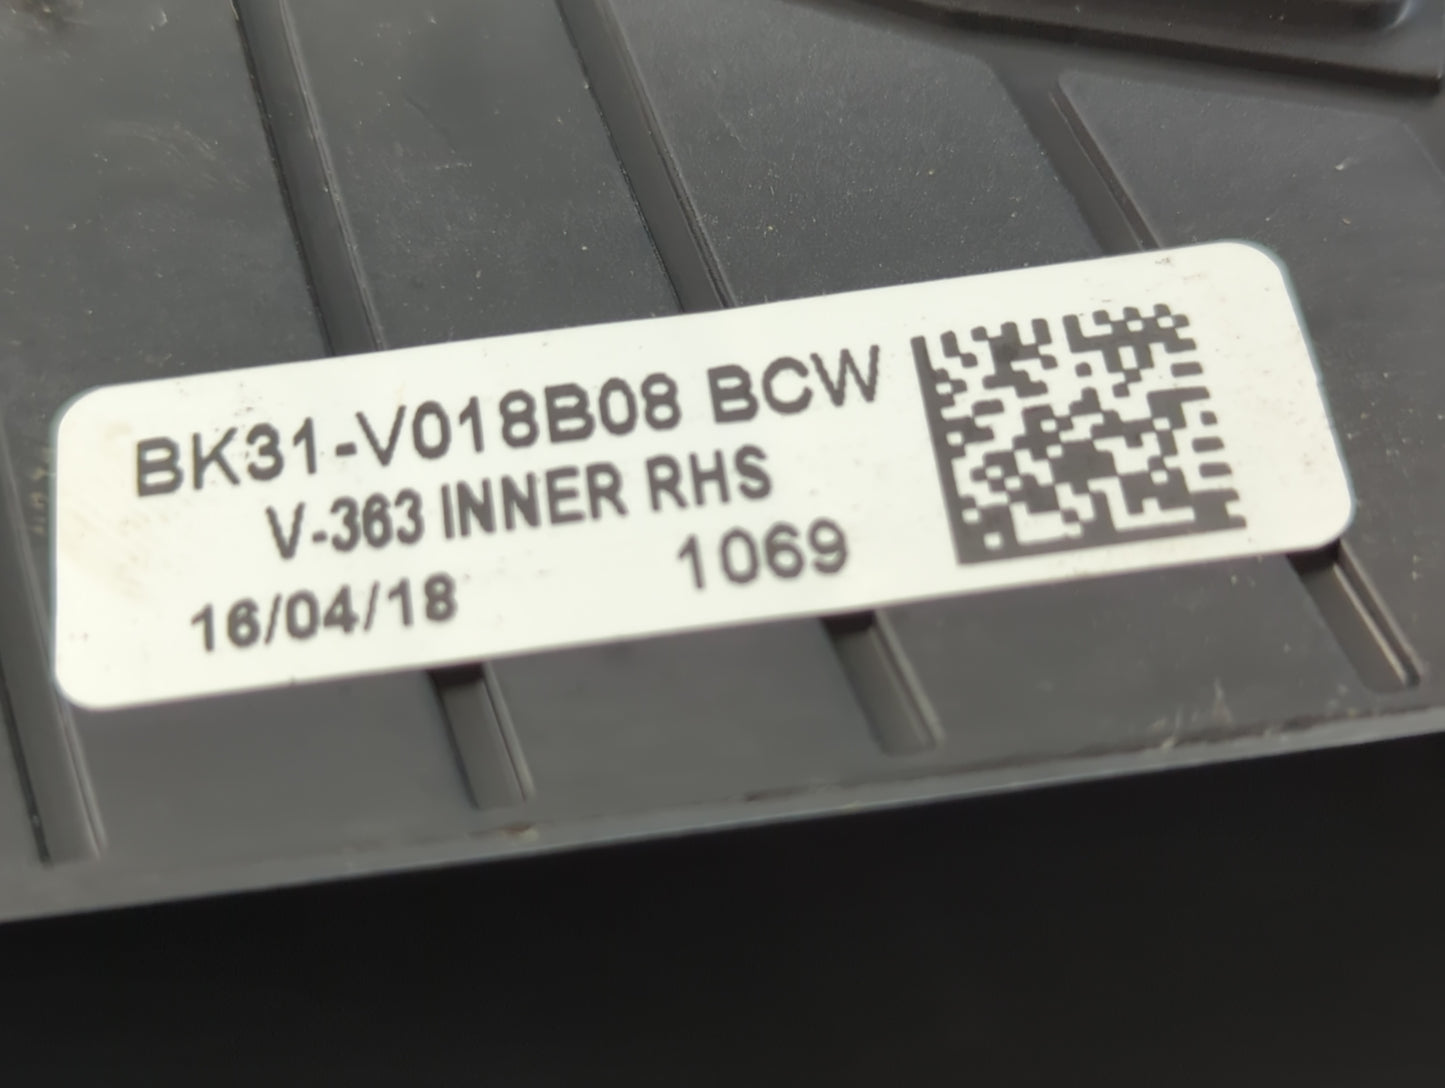 BK31-V018B08 BCW
V-363 INNER RHS
16/04/18 1069